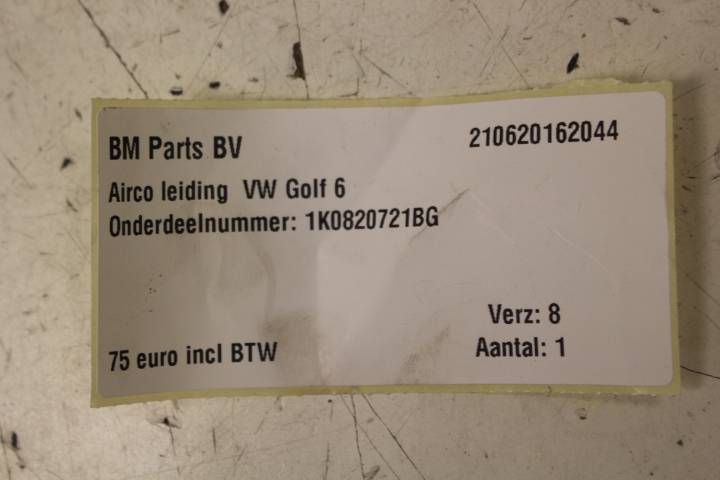 BM Parts BV 210620162044
Airco leiding VW Golf 6
Onderdeelnummer: 1K0820721BG
Verz: 8
75 euro incl BTW Aantal: 1